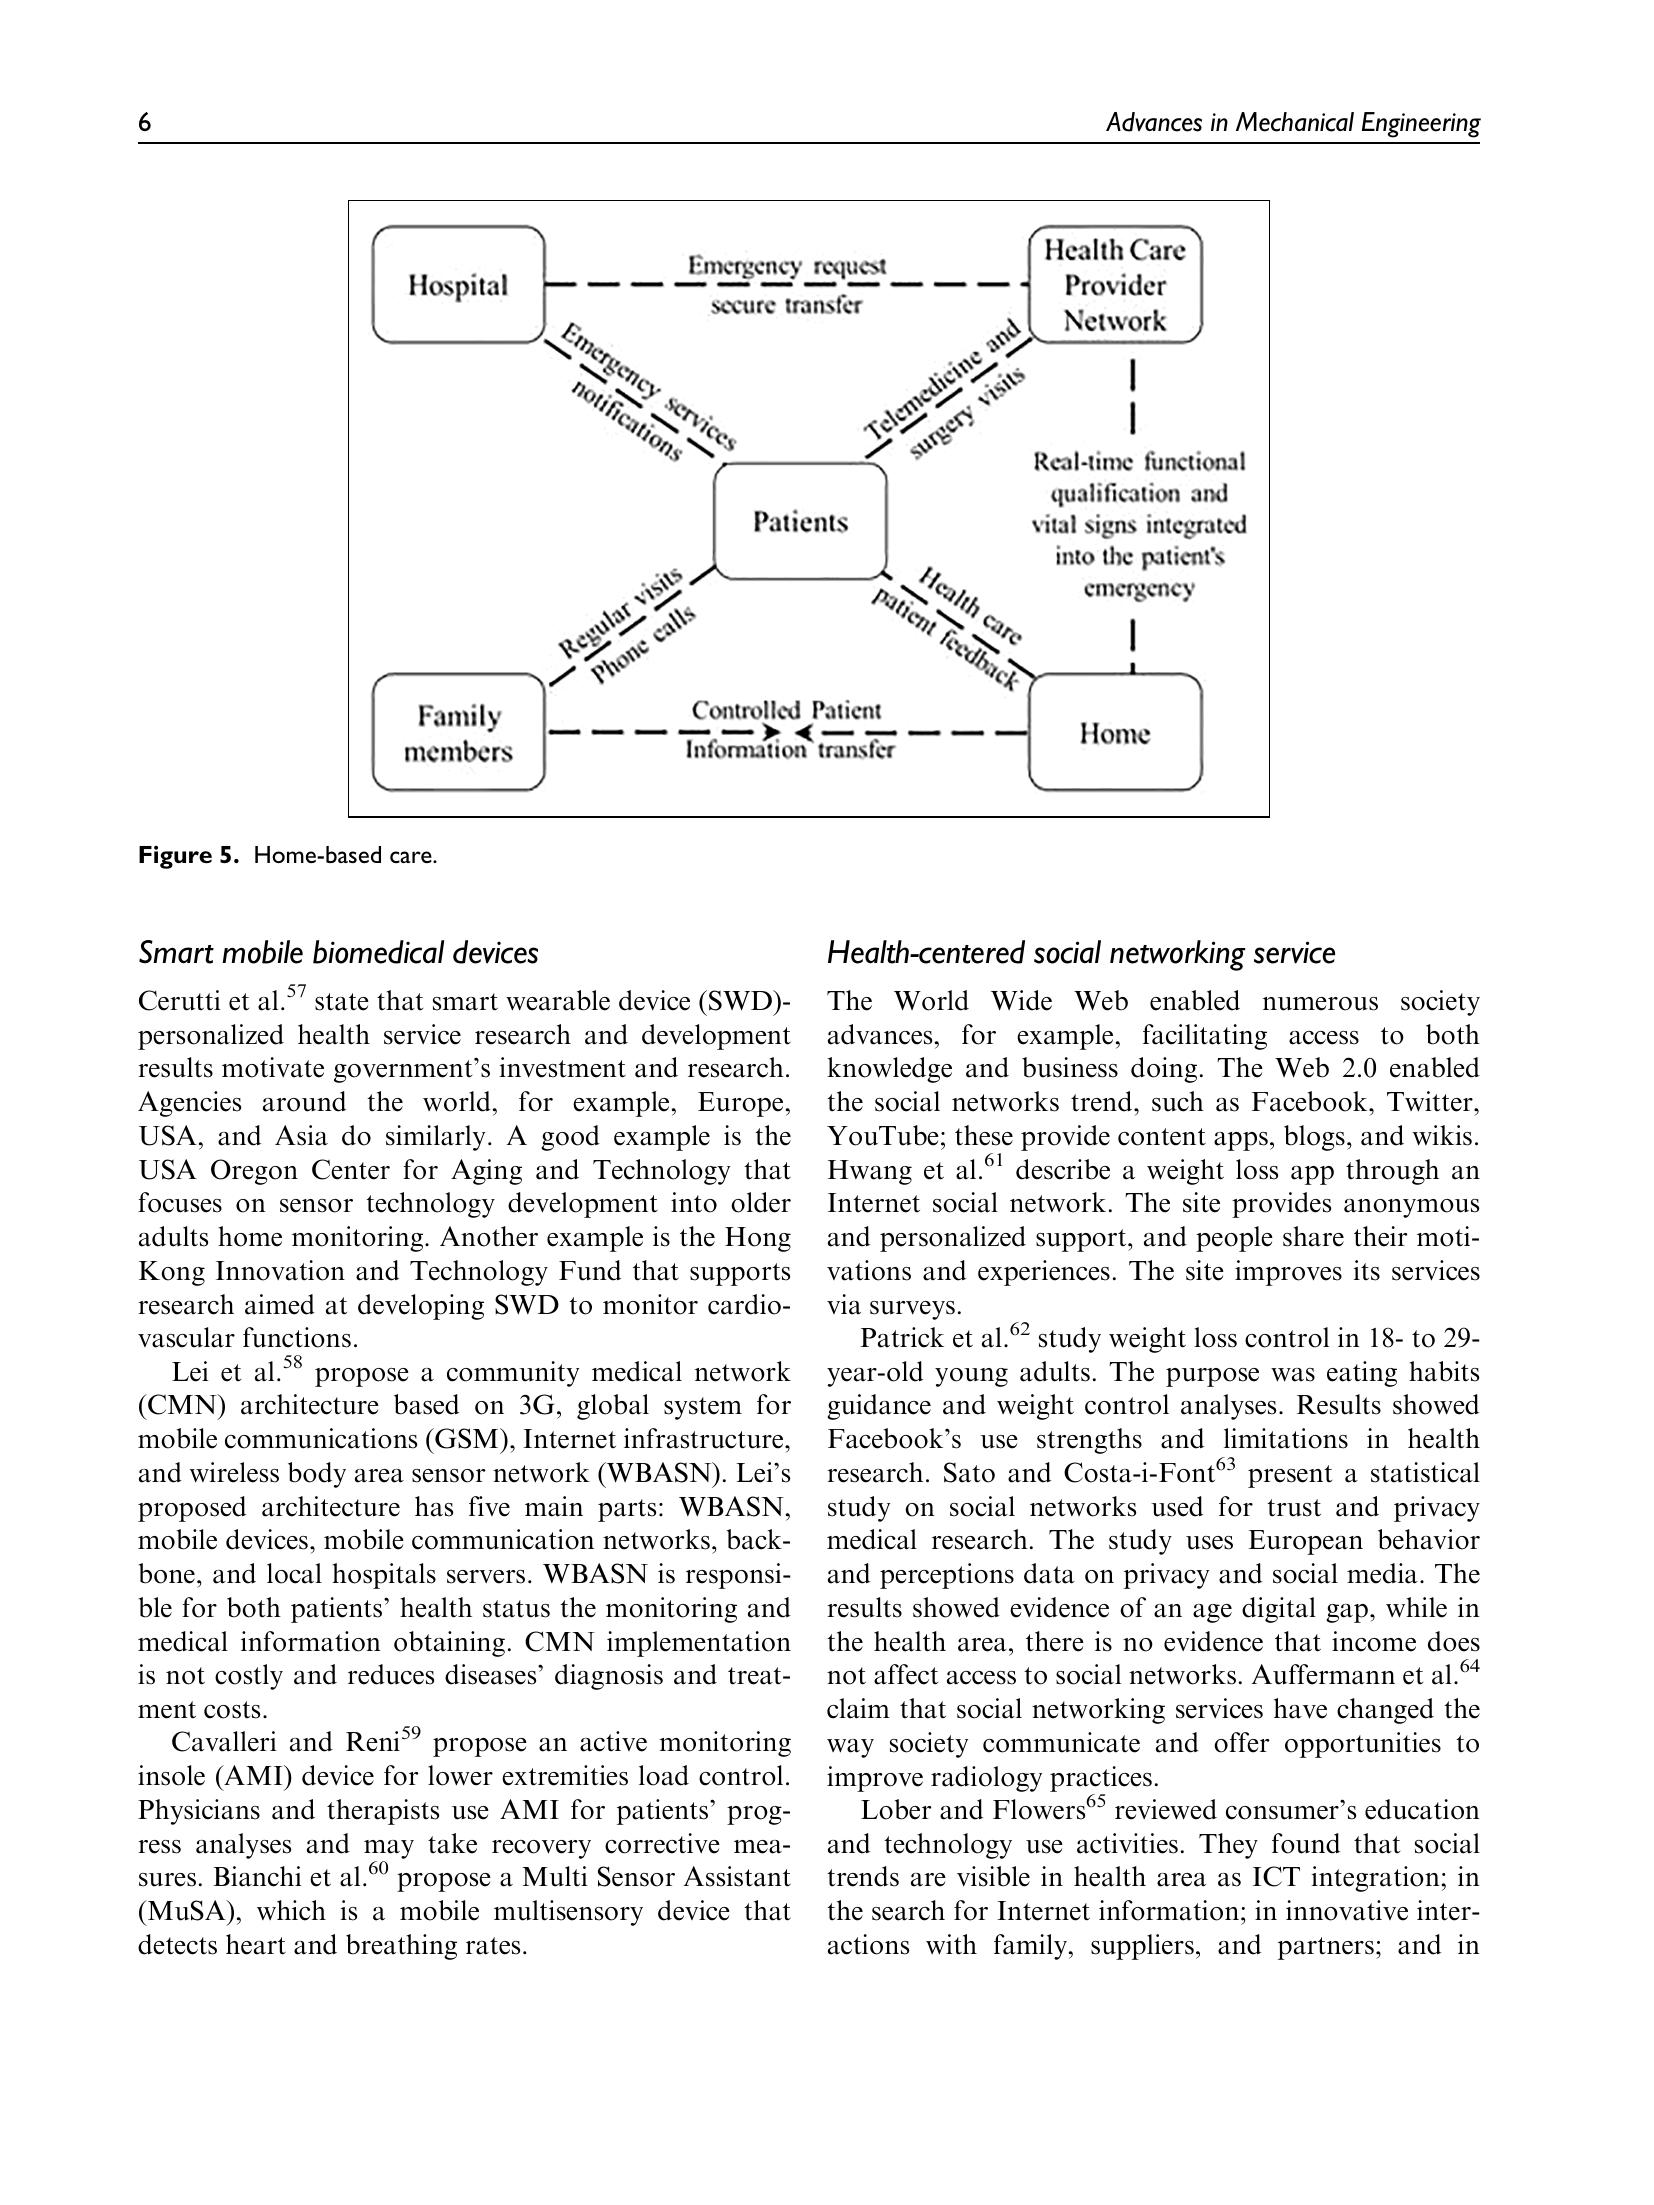 6
Advances in Mechanical Engineering
Hospital
Emergency request
secure transfer
Health Care
Provider
Network
Emergency services
notifications
Telemedicine and
surgery visits
Patients
Real-time functional
qualification and
vital signs integrated
into the patient's
emergency
Regular visits
Phone calls
Health care
patient feedback
Family
members
Controlled Patient
Information transfer
Home
Figure 5. Home-based care.
Smart mobile biomedical devices
Cerutti et al.57 state that smart wearable device (SWD)-
personalized health service research and development
results motivate government's investment and research.
Agencies around the world, for example, Europe,
USA, and Asia do similarly. A good example is the
USA Oregon Center for Aging and Technology that
focuses on sensor technology development into older
adults home monitoring. Another example is the Hong
Kong Innovation and Technology Fund that supports
research aimed at developing SWD to monitor cardio-
vascular functions.
Lei et al.58 propose a community medical network
(CMN) architecture based on 3G, global system for
mobile communications (GSM), Internet infrastructure,
and wireless body area sensor network (WBASN). Lei's
proposed architecture has five main parts: WBASN,
mobile devices, mobile communication networks, back-
bone, and local hospitals servers. WBASN is responsi-
ble for both patients' health status the monitoring and
medical information obtaining. CMN implementation
is not costly and reduces diseases' diagnosis and treat-
ment costs.
Cavalleri and Reni59 propose an active monitoring
insole (AMI) device for lower extremities load control.
Physicians and therapists use AMI for patients' prog-
ress analyses and may take recovery corrective mea-
sures. Bianchi et al.60 propose a Multi Sensor Assistant
(MuSA), which is a mobile multisensory device that
detects heart and breathing rates.
Health-centered social networking service
The World Wide Web enabled numerous society
advances, for example, facilitating access to both
knowledge and business doing. The Web 2.0 enabled
the social networks trend, such as Facebook, Twitter,
YouTube; these provide content apps, blogs, and wikis.
Hwang et al.61 describe a weight loss app through an
Internet social network. The site provides anonymous
and personalized support, and people share their moti-
vations and experiences. The site improves its services
via surveys.
Patrick et al.62 study weight loss control in 18- to 29-
year-old young adults. The purpose was eating habits
guidance and weight control analyses. Results showed
Facebook's use strengths and limitations in health
research. Sato and Costa-i-Font63 present a statistical
study on social networks used for trust and privacy
medical research. The study uses European behavior
and perceptions data on privacy and social media. The
results showed evidence of an age digital gap, while in
the health area, there is no evidence that income does
not affect access to social networks. Auffermann et al.64
claim that social networking services have changed the
way society communicate and offer opportunities to
improve radiology practices.
Lober and Flowers65 reviewed consumer's education
and technology use activities. They found that social
trends are visible in health area as ICT integration; in
the search for Internet information; in innovative inter-
actions with family, suppliers, and partners; and in